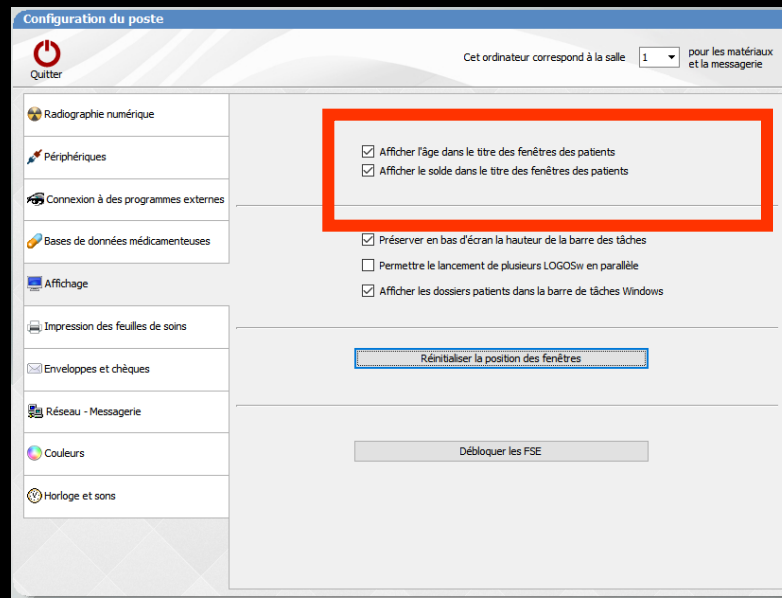 Configuration du poste
Quitter
Cet ordinateur correspond à la salle 1 pour les matériaux
et la messagerie
Radiographie numérique
Périphériques
Connexion à des programmes externes
Bases de données médicamenteuses
Affichage
Impression des feuilles de soins
Enveloppes et chèques
Réseau - Messagerie
Couleurs
Horloge et sons
Afficher l'âge dans le titre des fenêtres des patients
Afficher le solde dans le titre des fenêtres des patients
Préserver en bas d'écran la hauteur de la barre des tâches
Permettre le lancement de plusieurs LOGOSw en parallèle
Afficher les dossiers patients dans la barre de tâches Windows
Réinitialiser la position des fenêtres
Débloquer les FSE